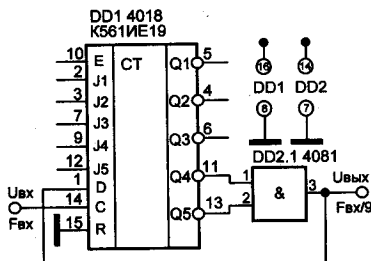 DD1 4018
К561ИЕ19
CT
10 E
2 J1
3 J2
7 J3
9 J4
12 J5
1 D
14 C
15 R
Q1 5
Q2 4
Q3 6
Q4 11
Q5 13
Uвх
Fвх
16 14
DD1 DD2
8 7
DD2.1 4081
1
2
&
3
Uвых
Fвх/9